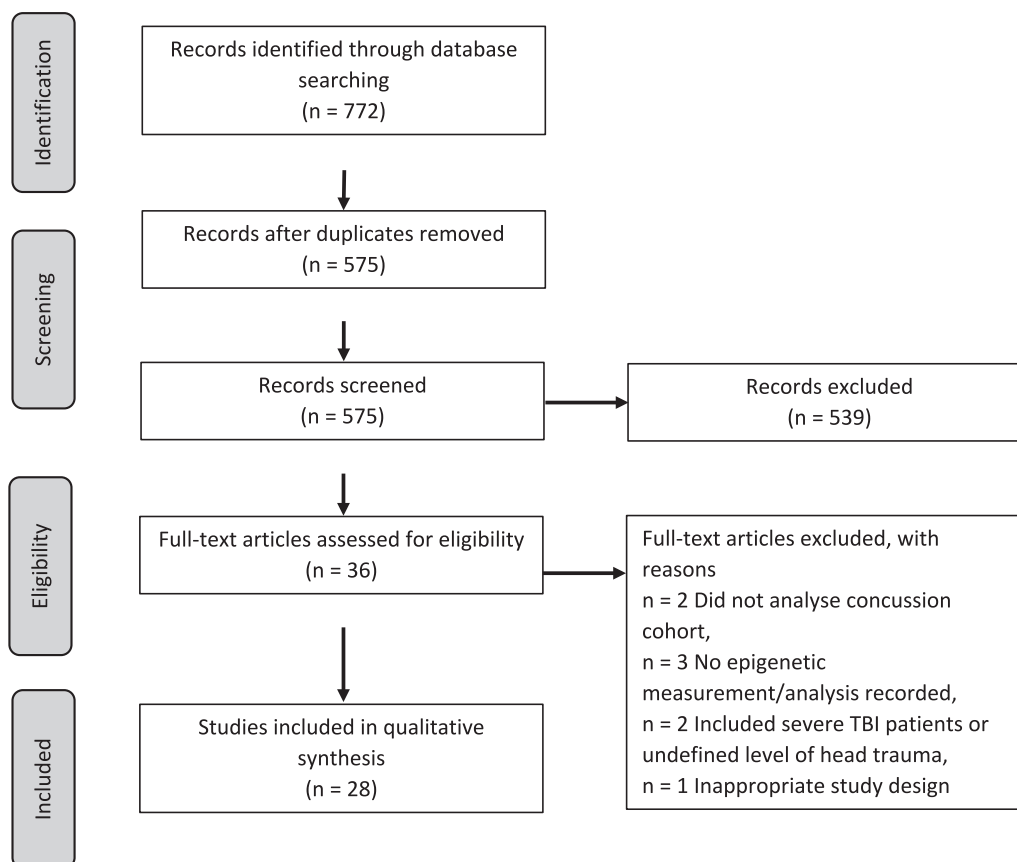 Identification
Records identified through database
searching
(n = 772)
Screening
Records after duplicates removed
(n = 575)
Records screened
(n = 575)
Records excluded
(n = 539)
Eligibility
Full-text articles assessed for eligibility
(n = 36)
Full-text articles excluded, with
reasons
n = 2 Did not analyse concussion
cohort,
n = 3 No epigenetic
measurement/analysis recorded,
n = 2 Included severe TBI patients or
undefined level of head trauma,
n = 1 Inappropriate study design
Included
Studies included in qualitative
synthesis
(n = 28)